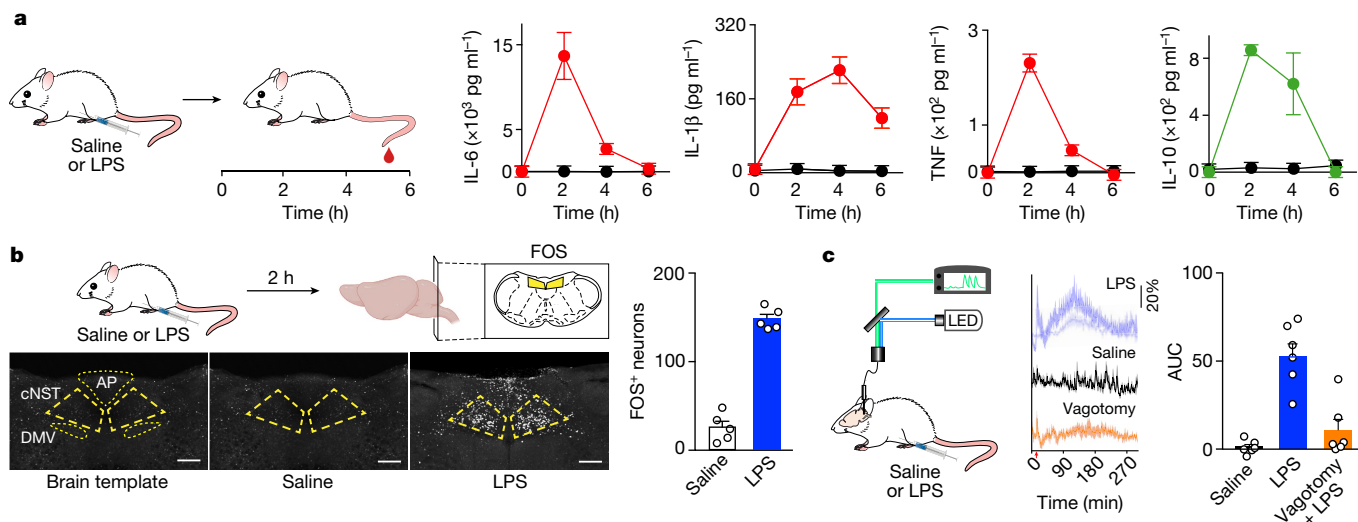 a
Saline
or LPS
0 2 4 6
Time (h)
IL-6 (×10³ pg ml⁻¹)
15
5
0
0 2 4 6
Time (h)
IL-1β (pg ml⁻¹)
320
160
0
0 2 4 6
Time (h)
TNF (×10² pg ml⁻¹)
3
1
0
0 2 4 6
Time (h)
IL-10 (×10² pg ml⁻¹)
8
4
0
0 2 4 6
Time (h)
b
2 h
Saline or LPS
FOS
cNST
AP
DMV
Brain template
Saline
LPS
FOS⁺ neurons
200
100
0
Saline
LPS
c
LED
Saline
or LPS
LPS
20%
Saline
Vagotomy
0 90 180 270
Time (min)
AUC
100
50
0
Saline
LPS
Vagotomy
+ LPS